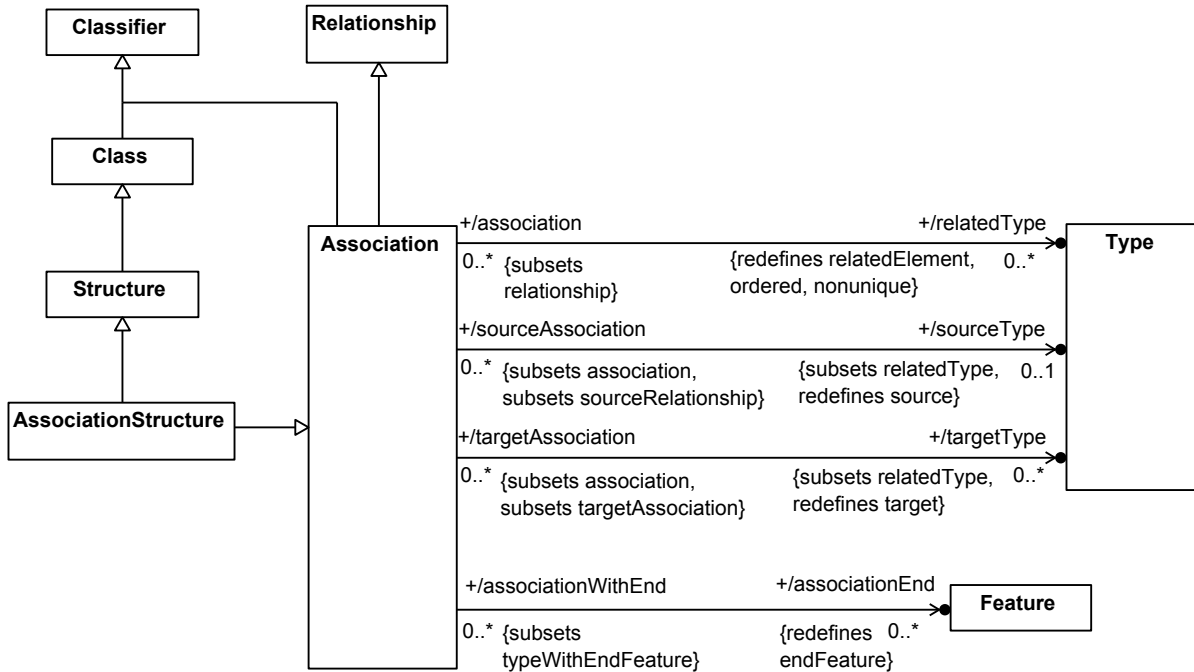 Classifier
Relationship
Class
Structure
AssociationStructure
Association
Type
+/association
+/relatedType
0..*
{subsets
relationship}
{redefines relatedElement,
ordered, nonunique}
0..*
+/sourceAssociation
+/sourceType
0..*
{subsets association,
subsets sourceRelationship}
{subsets relatedType,
redefines source}
0..1
+/targetAssociation
+/targetType
0..*
{subsets association,
subsets targetAssociation}
{subsets relatedType,
redefines target}
0..*
+/associationWithEnd
+/associationEnd
0..*
{subsets
typeWithEndFeature}
{redefines
endFeature}
0..*
Feature